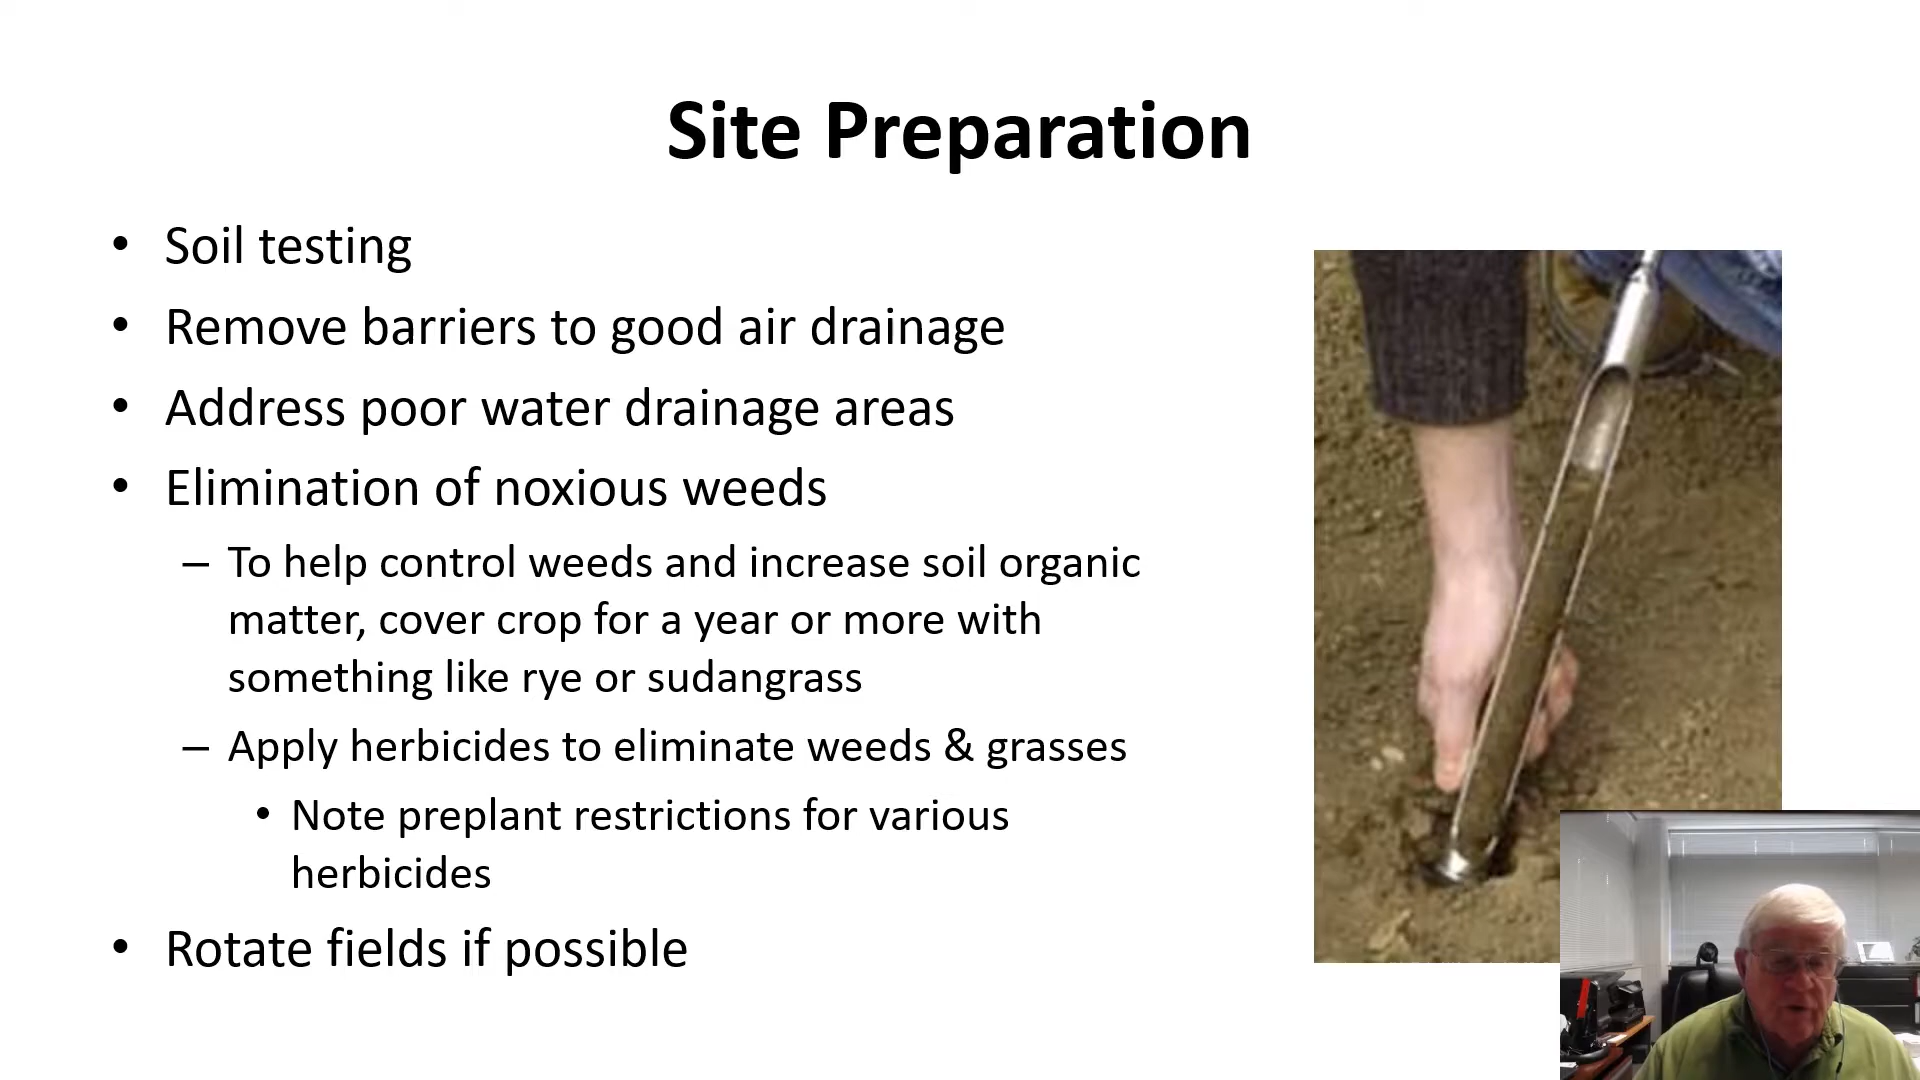 Site Preparation
• Soil testing
• Remove barriers to good air drainage
• Address poor water drainage areas
• Elimination of noxious weeds
– To help control weeds and increase soil organic
matter, cover crop for a year or more with
something like rye or sudangrass
– Apply herbicides to eliminate weeds & grasses
• Note preplant restrictions for various
herbicides
• Rotate fields if possible